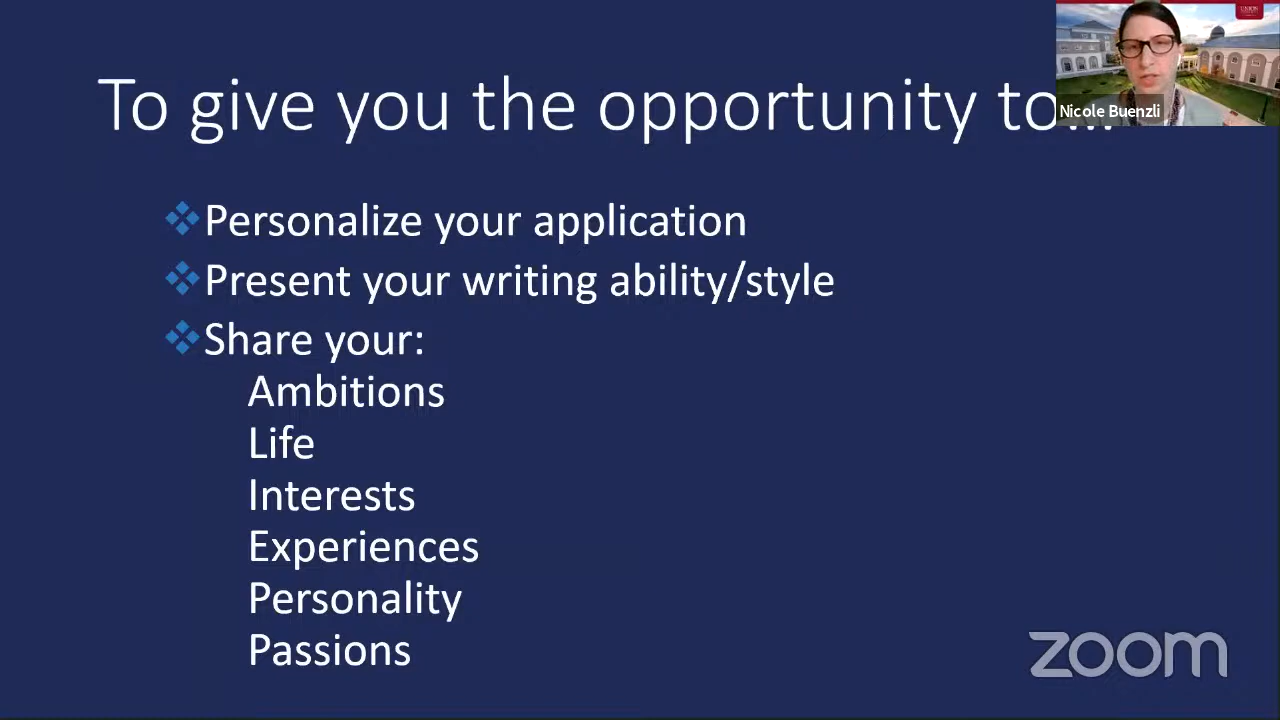 To give you the opportunity to...
Nicole Buenzli
Personalize your application
Present your writing ability/style
Share your:
Ambitions
Life
Interests
Experiences
Personality
Passions
zoom